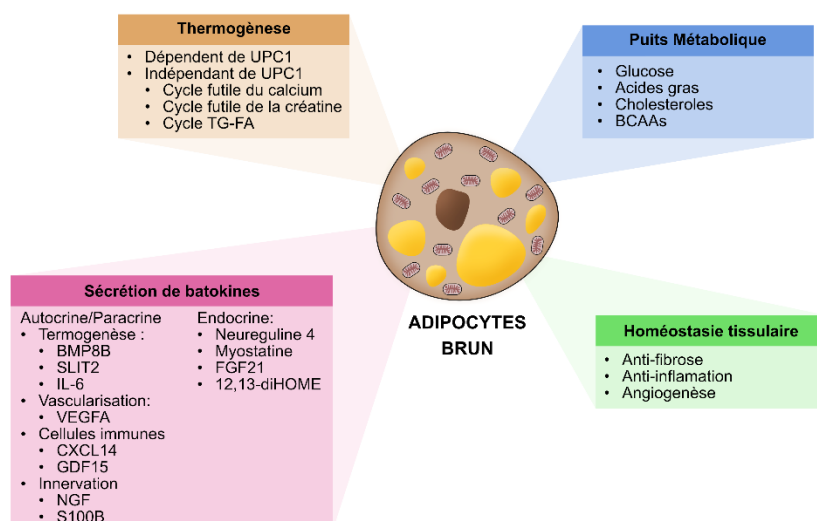 Thermogènese
• Dépendent de UPC1
• Indépendant de UPC1
• Cycle futile du calcium
• Cycle futile de la créatine
• Cycle TG-FA
Puits Métabolique
• Glucose
• Acides gras
• Cholesteroles
• BCAAs
ADIPOCYTES
BRUN
Sécrétion de batokines
Autocrine/Paracrine
• Termogenèse :
• BMP8B
• SLIT2
• IL-6
• Vascularisation:
• VEGFA
• Cellules immunes
• CXCL14
• GDF15
• Innervation
• NGF
• S100B
Endocrine:
• Neureguline 4
• Myostatine
• FGF21
• 12,13-diHOME
Homéostasie tissulaire
• Anti-fibrose
• Anti-inflamation
• Angiogenèse